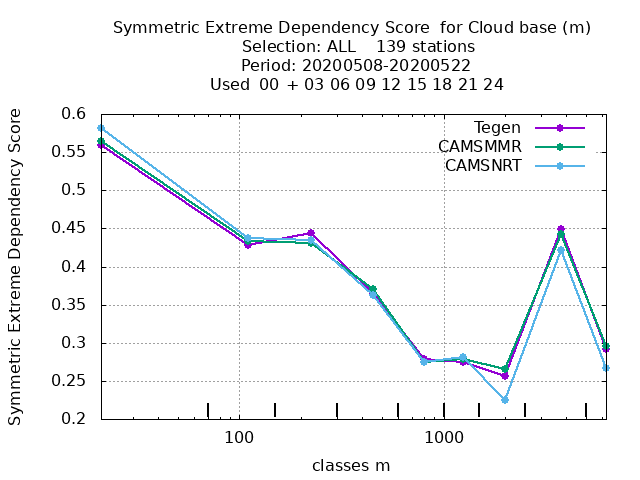 Symmetric Extreme Dependency Score  for Cloud base (m)
Selection: ALL    139 stations
Period: 20200508-20200522
Used  00 + 03 06 09 12 15 18 21 24
Symmetric Extreme Dependency Score
0.6
0.55
0.5
0.45
0.4
0.35
0.3
0.25
0.2
Tegen
CAMSMMR
CAMSNRT
100 1000
classes m